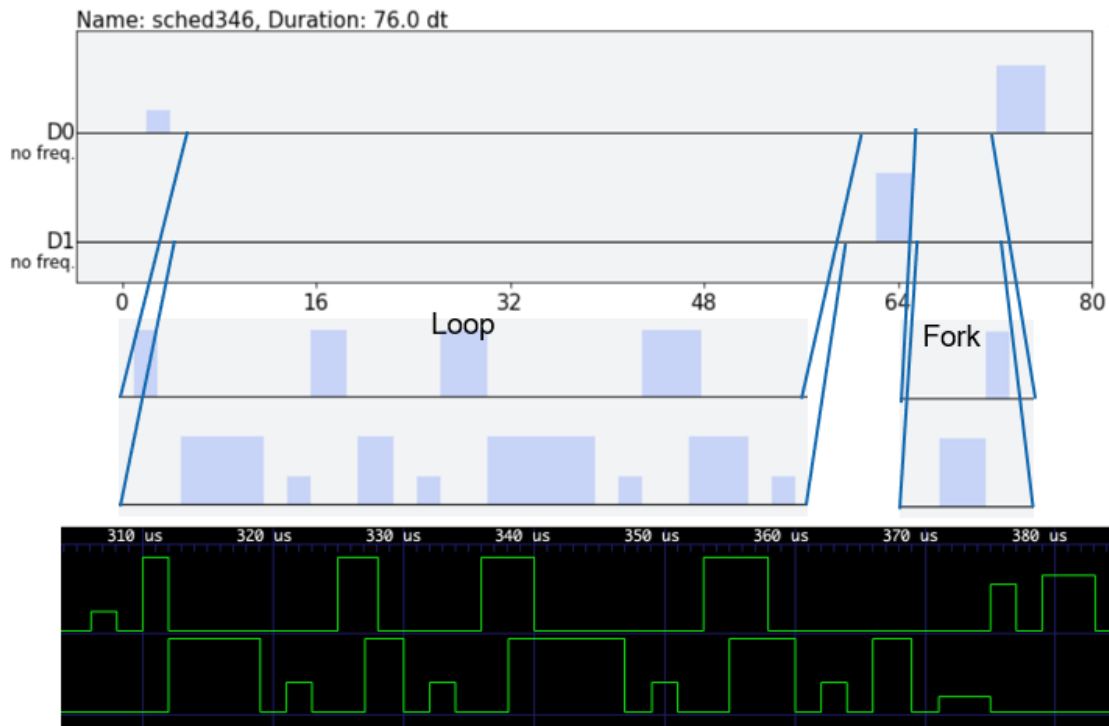 Name: sched346, Duration: 76.0 dt
D0
no freq.
D1
no freq.
0 16 32 48 64 80
Loop
Fork
310 us 320 us 330 us 340 us 350 us 360 us 370 us 380 us